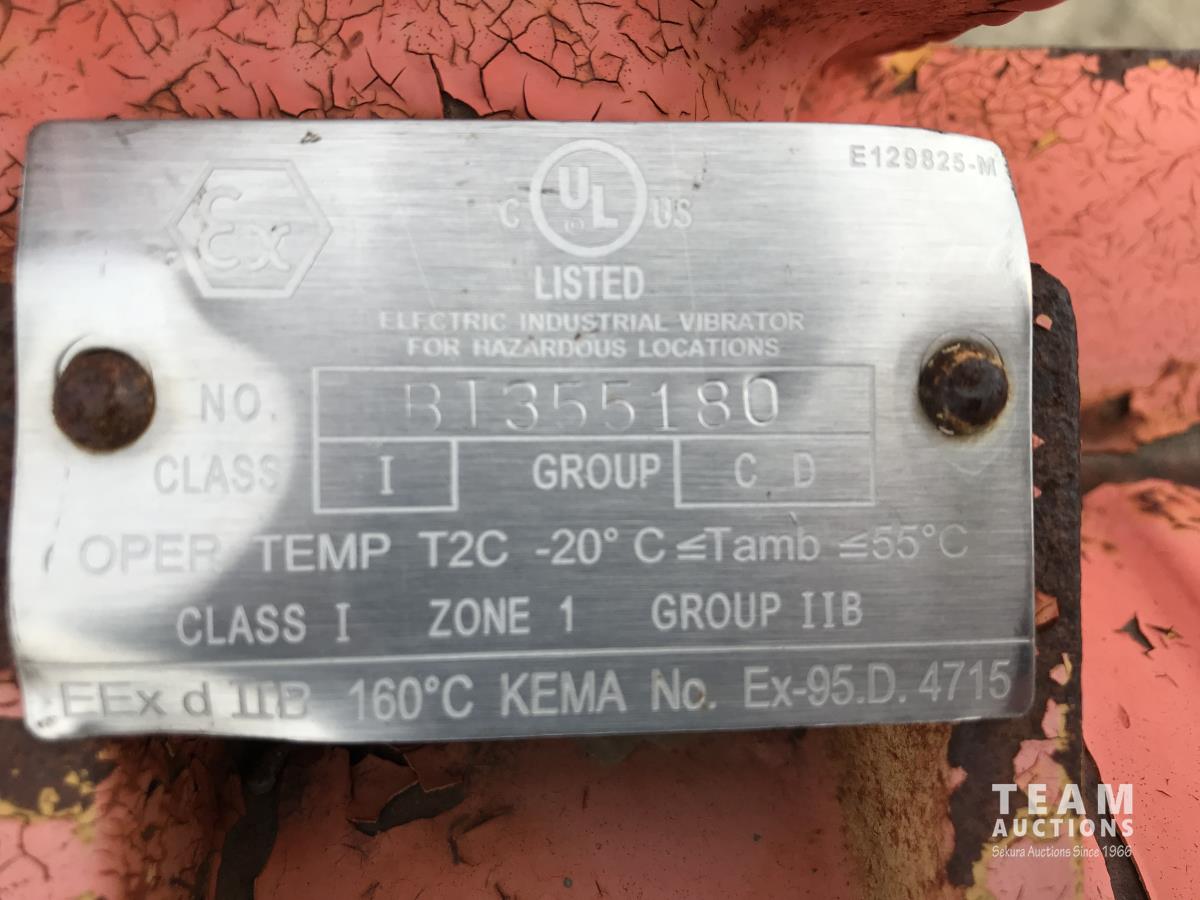 E129825-M
C UL ® US
Ɛ Ɛx
LISTED
ELECTRIC INDUSTRIAL VIBRATOR
FOR HAZARDOUS LOCATIONS
NO. BT355180
CLASS I GROUP C D
OPER TEMP T2C -20° C ≤Tamb ≤55°C
CLASS I ZONE 1 GROUP IIB
EEx d IIB 160°C KEMA No. Ex-95.D. 4715
TEAM
AUCTIONS
Sekura Auctions Since 1966